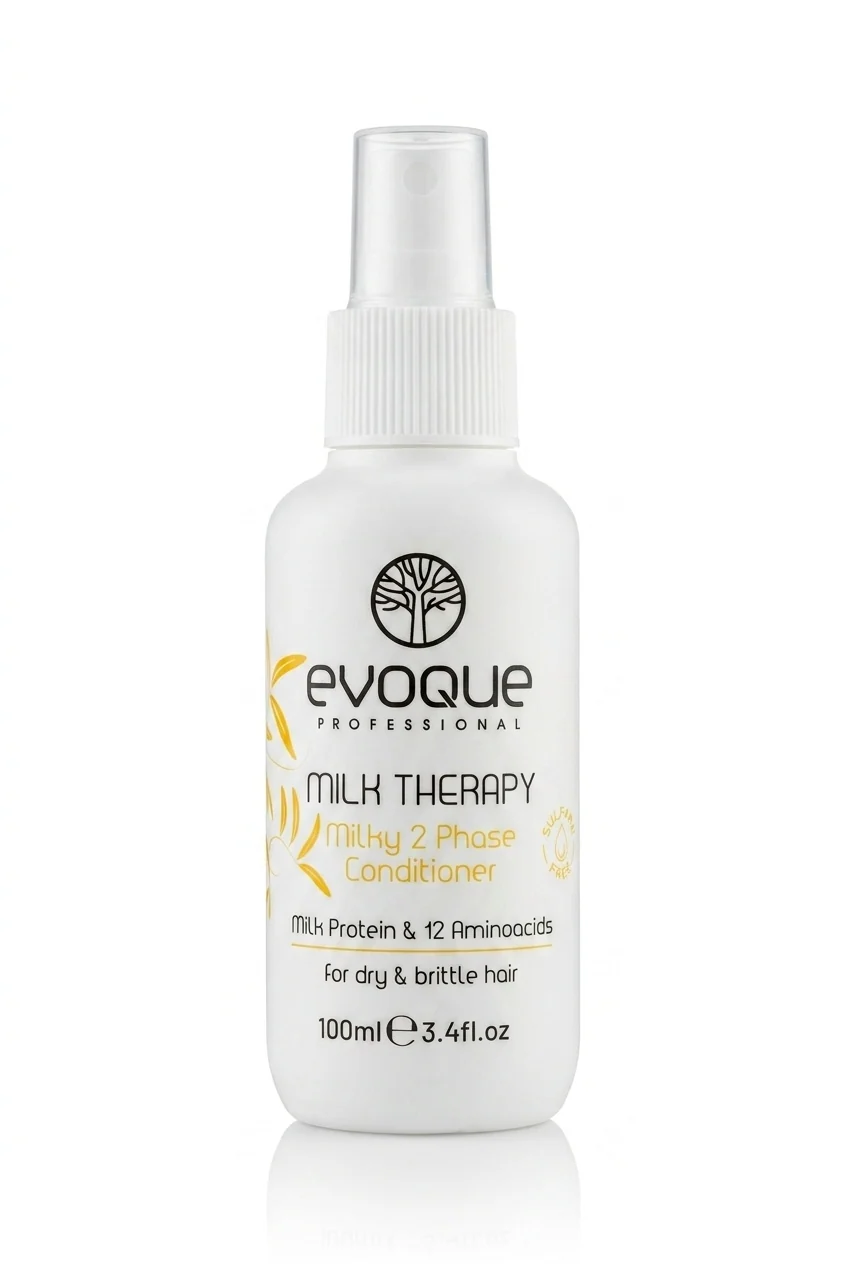 evoque
PROFESSIONAL
MILK THERAPY
Milky 2 Phase
Conditioner
SULFATE
FREE
Milk Protein & 12 Aminoacids
for dry & brittle hair
100ml ℮ 3.4fl.oz